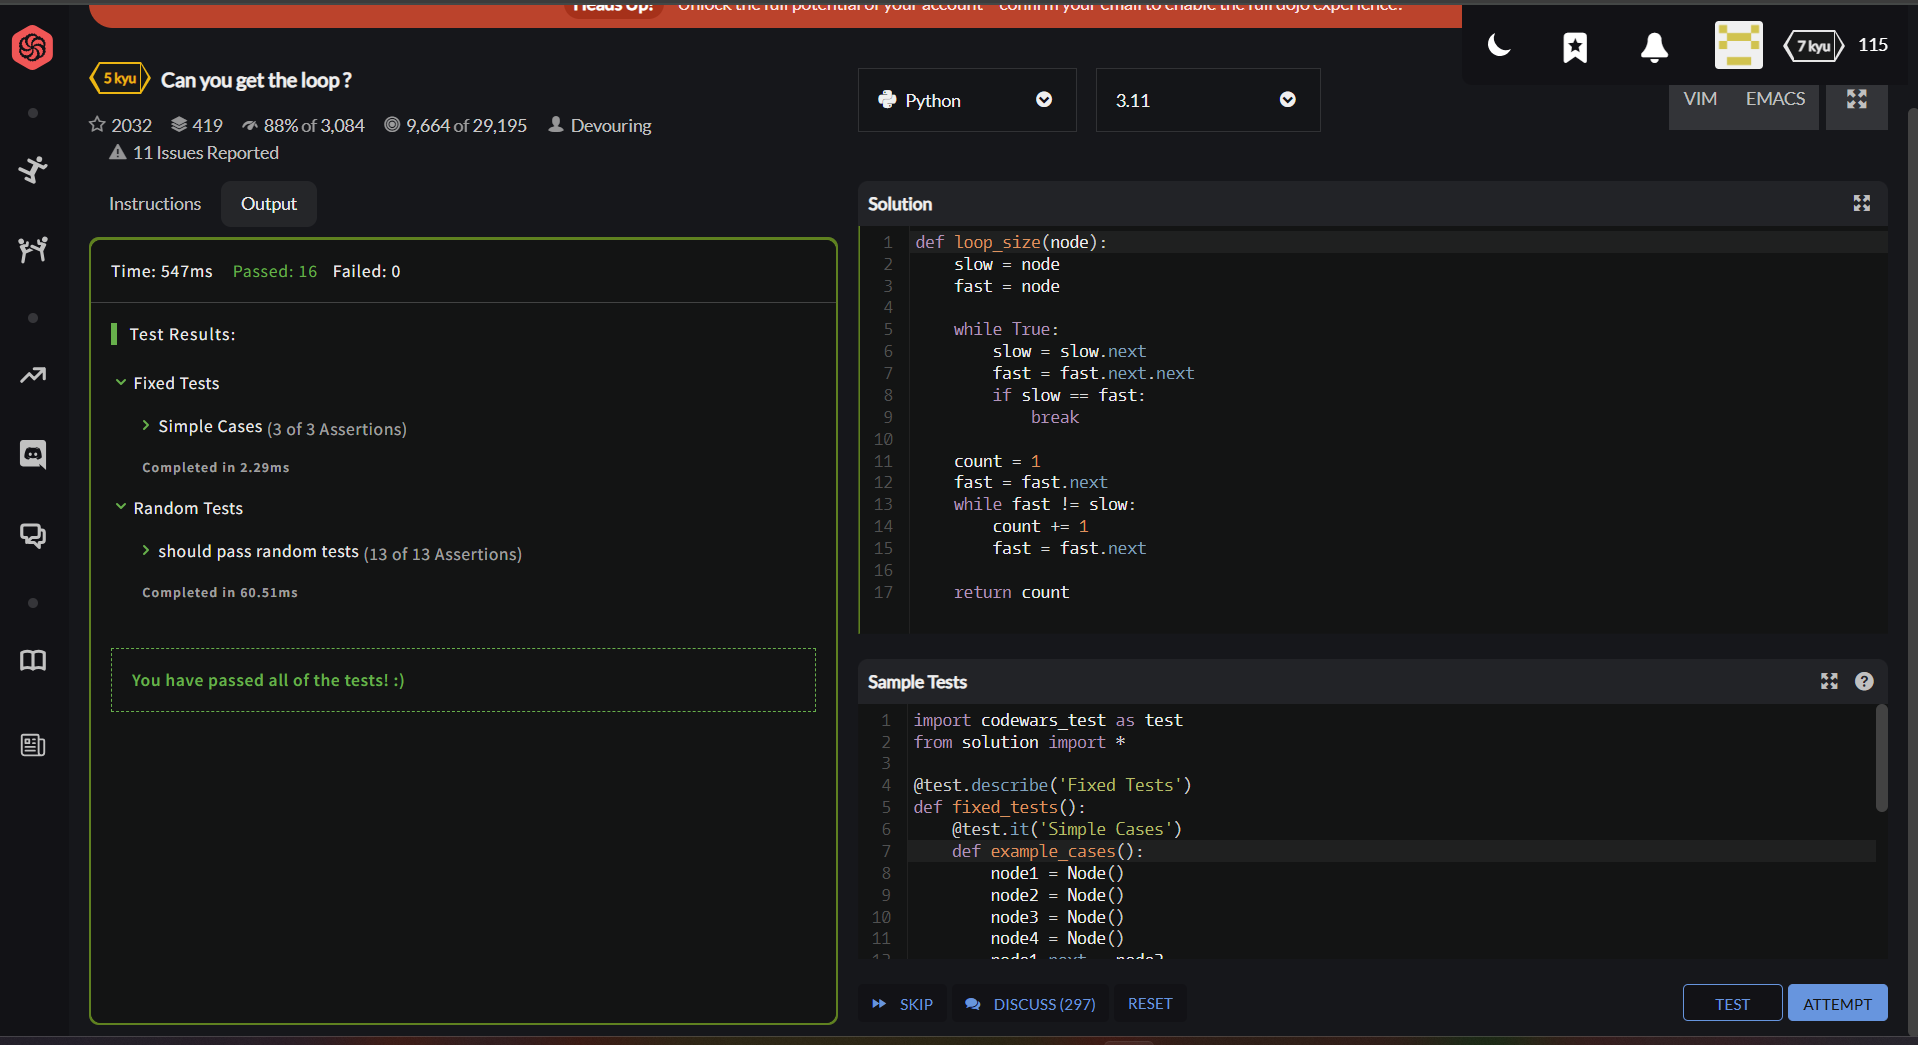 Heads Up! Unlock the full potential of your account confirm your email to enable the full dojo experience.
7 kyu 115
5 kyu Can you get the loop ?
2032 419 88% of 3,084 9,664 of 29,195 Devouring
11 Issues Reported
Python 3.11
VIM EMACS
Instructions Output
Time: 547ms Passed: 16 Failed: 0
Test Results:
Fixed Tests
Simple Cases (3 of 3 Assertions)
Completed in 2.29ms
Random Tests
should pass random tests (13 of 13 Assertions)
Completed in 60.51ms
You have passed all of the tests! :)
Solution
1 def loop_size(node):
2 slow = node
3 fast = node
4
5 while True:
6 slow = slow.next
7 fast = fast.next.next
8 if slow == fast:
9 break
10
11 count = 1
12 fast = fast.next
13 while fast != slow:
14 count += 1
15 fast = fast.next
16
17 return count
Sample Tests
1 import codewars_test as test
2 from solution import *
3
4 @test.describe('Fixed Tests')
5 def fixed_tests():
6 @test.it('Simple Cases')
7 def example_cases():
8 node1 = Node()
9 node2 = Node()
10 node3 = Node()
11 node4 = Node()
SKIP DISCUSS (297) RESET
TEST ATTEMPT